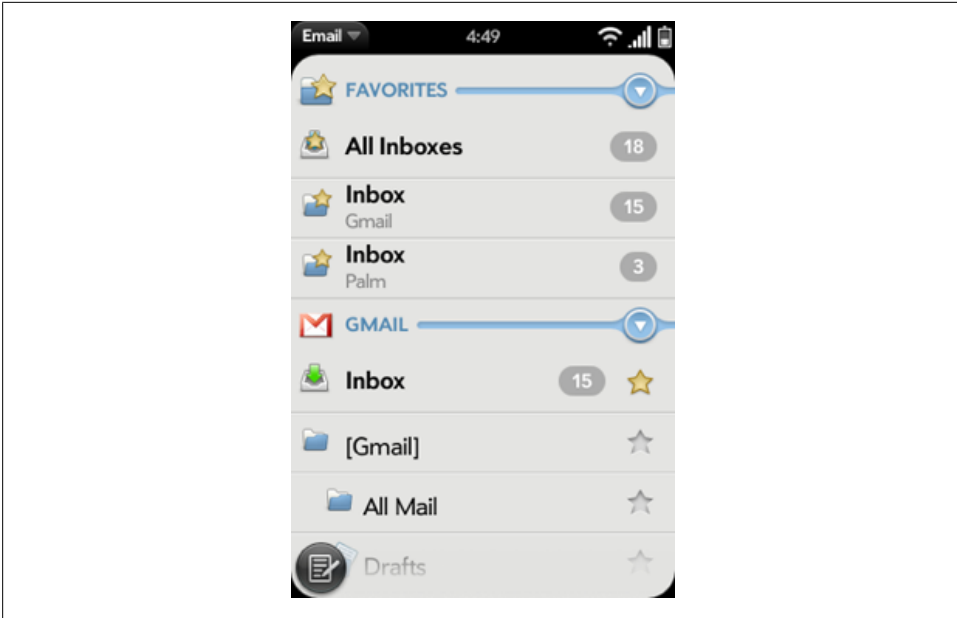 Email 4:49
FAVORITES
All Inboxes 18
Inbox 15
Gmail
Inbox 3
Palm
GMAIL
Inbox 15
[Gmail]
All Mail
Drafts